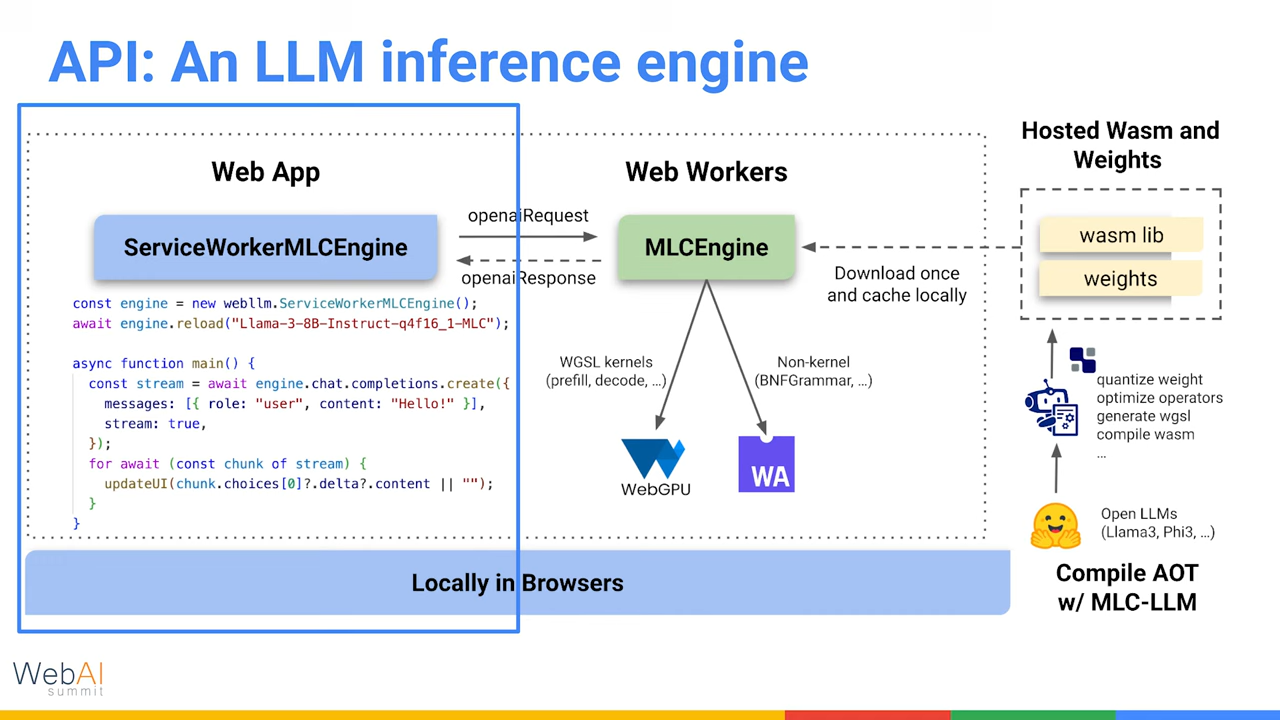 API: An LLM inference engine
Web App
ServiceWorkerMLCEngine
const engine = new webllm.ServiceWorkerMLCEngine();
await engine.reload("Llama-3-8B-Instruct-q4f16_1-MLC");
async function main() {
const stream = await engine.chat.completions.create({
messages: [{ role: "user", content: "Hello!" }],
stream: true,
});
for await (const chunk of stream) {
updateUI(chunk.choices[0]?.delta?.content || "");
}
}
openaiRequest
openaiResponse
Web Workers
MLCEngine
WGSL kernels
(prefill, decode, ...)
Non-kernel
(BNFGrammar, ...)
WebGPU
WA
Download once
and cache locally
Hosted Wasm and
Weights
wasm lib
weights
quantize weight
optimize operators
generate wgsl
compile wasm
...
Open LLMs
(Llama3, Phi3, ...)
Compile AOT
w/ MLC-LLM
Locally in Browsers
WebAI
summit